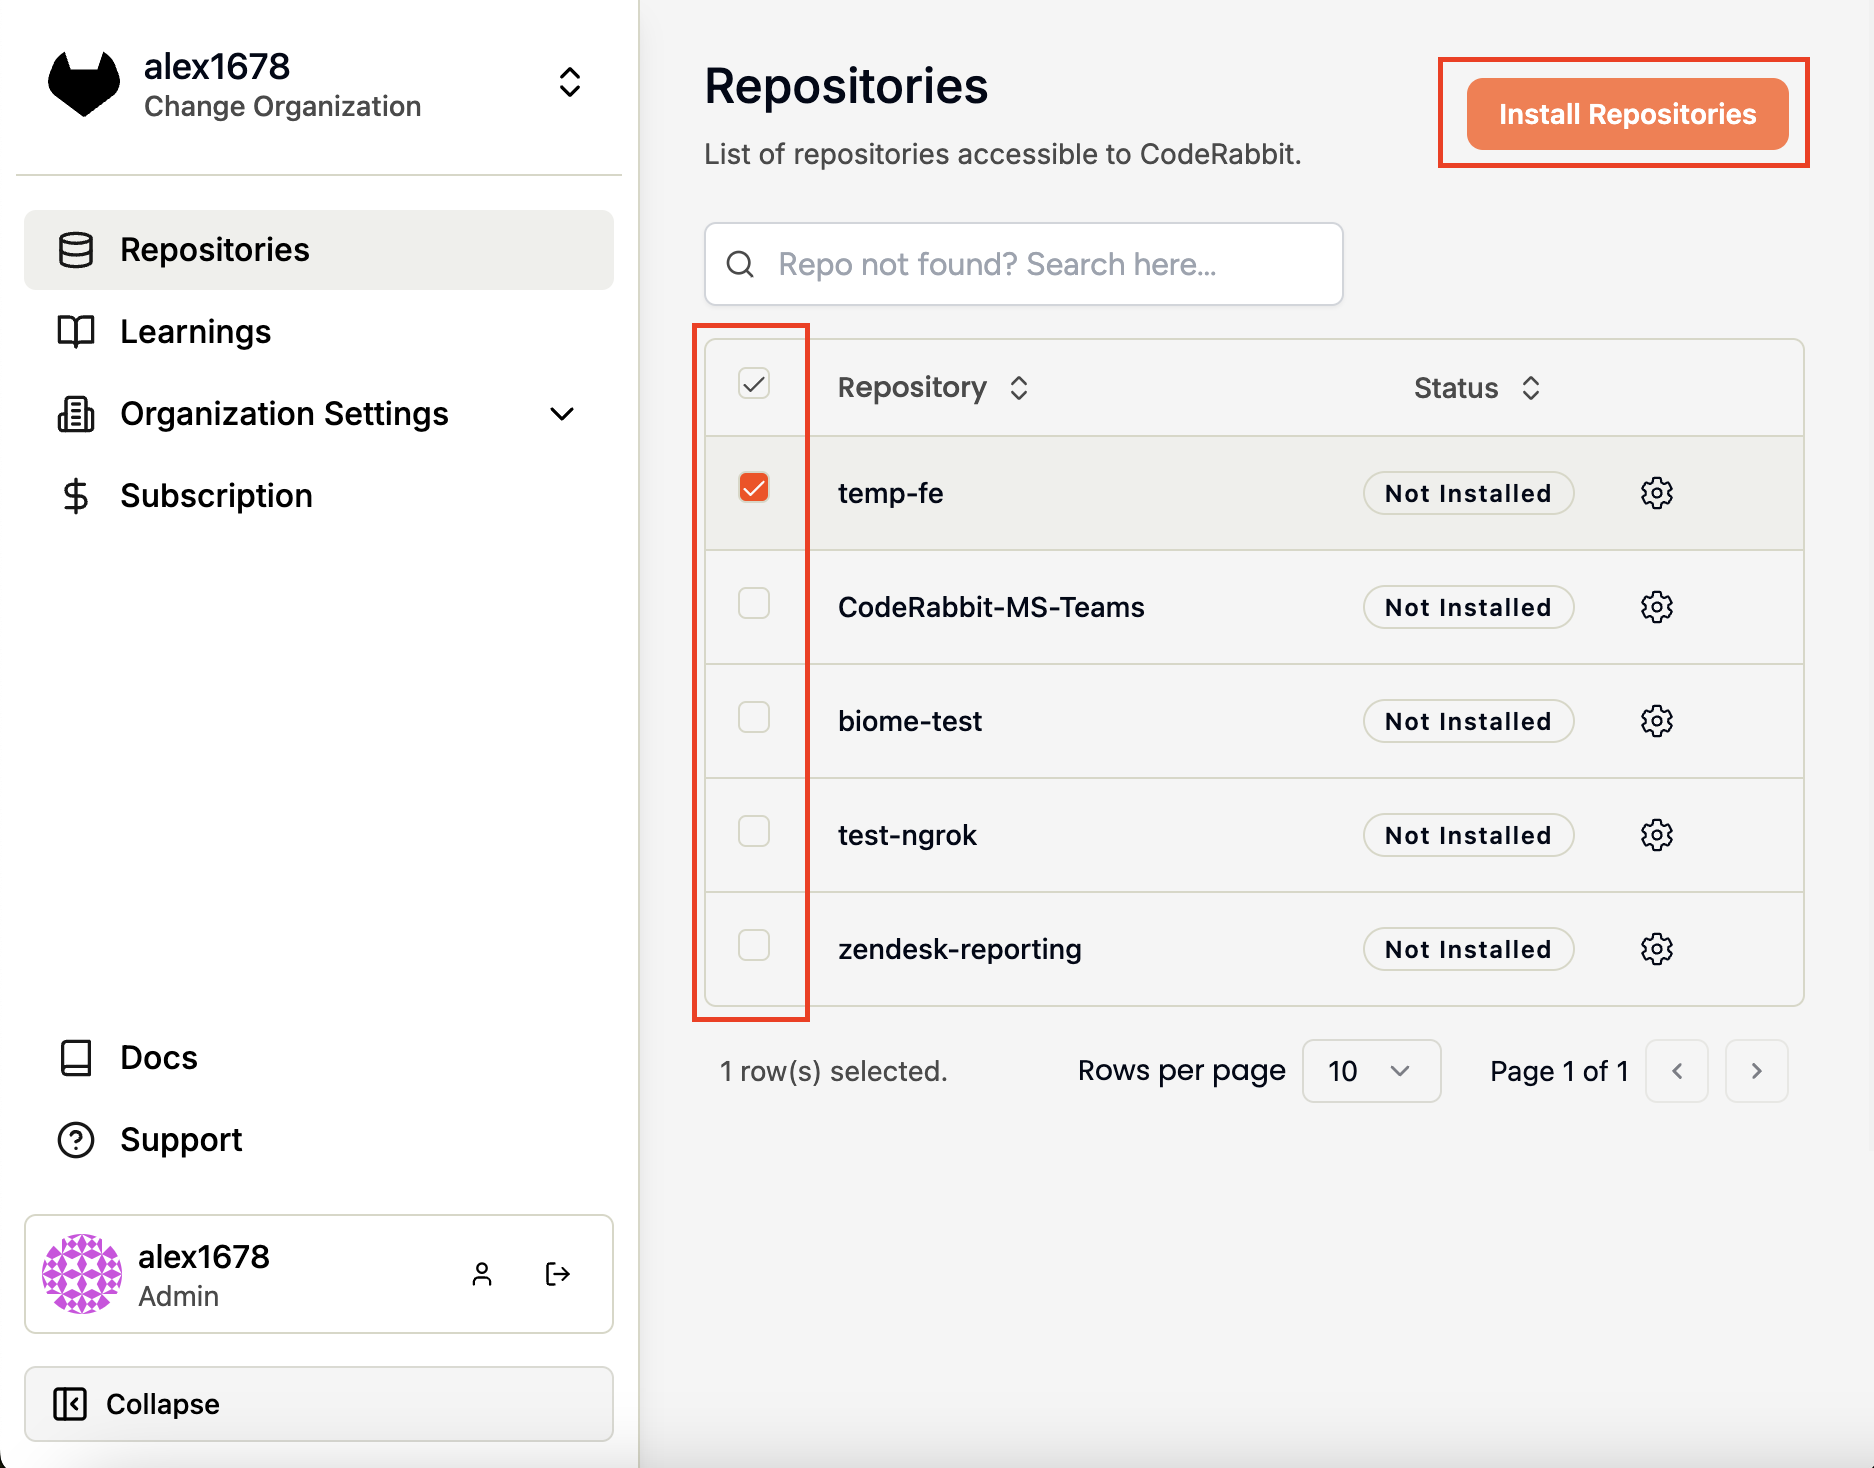 alex1678
Change Organization
Repositories
Learnings
Organization Settings
Subscription
Docs
Support
alex1678
Admin
Collapse
Repositories
Install Repositories
List of repositories accessible to CodeRabbit.
Repo not found? Search here...
Repository Status
temp-fe Not Installed
CodeRabbit-MS-Teams Not Installed
biome-test Not Installed
test-ngrok Not Installed
zendesk-reporting Not Installed
1 row(s) selected. Rows per page 10 Page 1 of 1